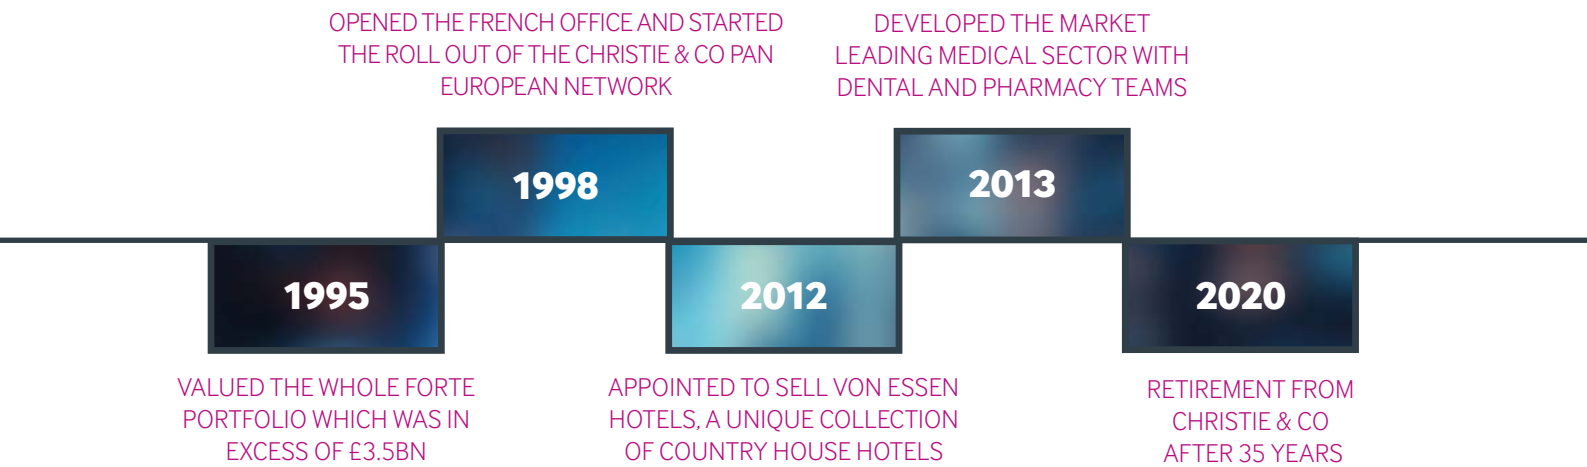 OPENED THE FRENCH OFFICE AND STARTED
THE ROLL OUT OF THE CHRISTIE & CO PAN
EUROPEAN NETWORK
DEVELOPED THE MARKET
LEADING MEDICAL SECTOR WITH
DENTAL AND PHARMACY TEAMS
1998
2013
1995
2012
2020
VALUED THE WHOLE FORTE
PORTFOLIO WHICH WAS IN
EXCESS OF £3.5BN
APPOINTED TO SELL VON ESSEN
HOTELS, A UNIQUE COLLECTION
OF COUNTRY HOUSE HOTELS
RETIREMENT FROM
CHRISTIE & CO
AFTER 35 YEARS